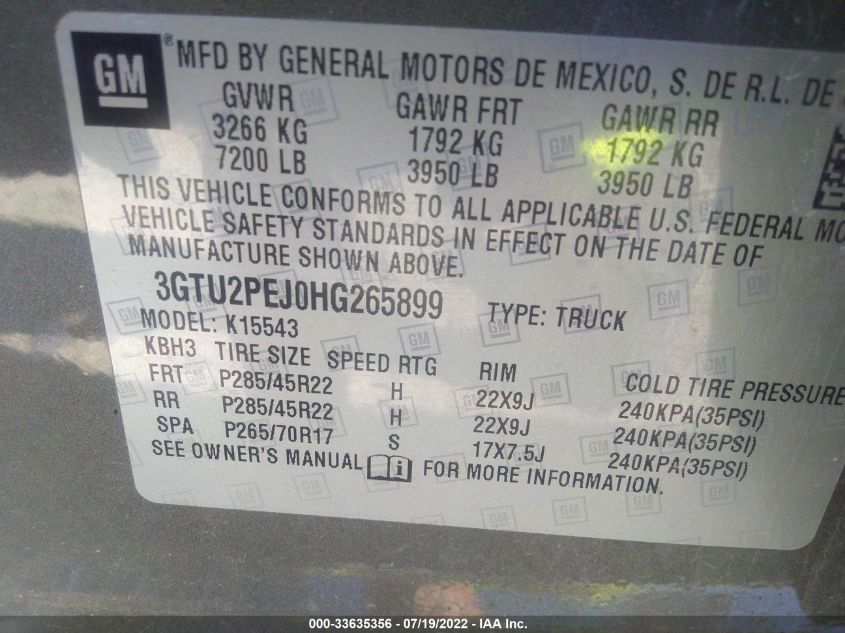 GM ® MFD BY GENERAL MOTORS DE MEXICO, S. DE R.L. DE
GVWR GAWR FRT GAWR RR
3266 KG 1792 KG 1792 KG
7200 LB 3950 LB 3950 LB
THIS VEHICLE CONFORMS TO ALL APPLICABLE U.S. FEDERAL MO
VEHICLE SAFETY STANDARDS IN EFFECT ON THE DATE OF
MANUFACTURE SHOWN ABOVE.
3GTU2PEJ0HG265899 TYPE: TRUCK
MODEL: K15543
KBH3 TIRE SIZE SPEED RTG RIM COLD TIRE PRESSURE
FRT P285/45R22 H 22X9J 240KPA(35PSI)
RR P285/45R22 H 22X9J 240KPA(35PSI)
SPA P265/70R17 S 17X7.5J 240KPA(35PSI)
SEE OWNER'S MANUAL i FOR MORE INFORMATION.
000-33635356 - 07/19/2022 - IAA Inc.